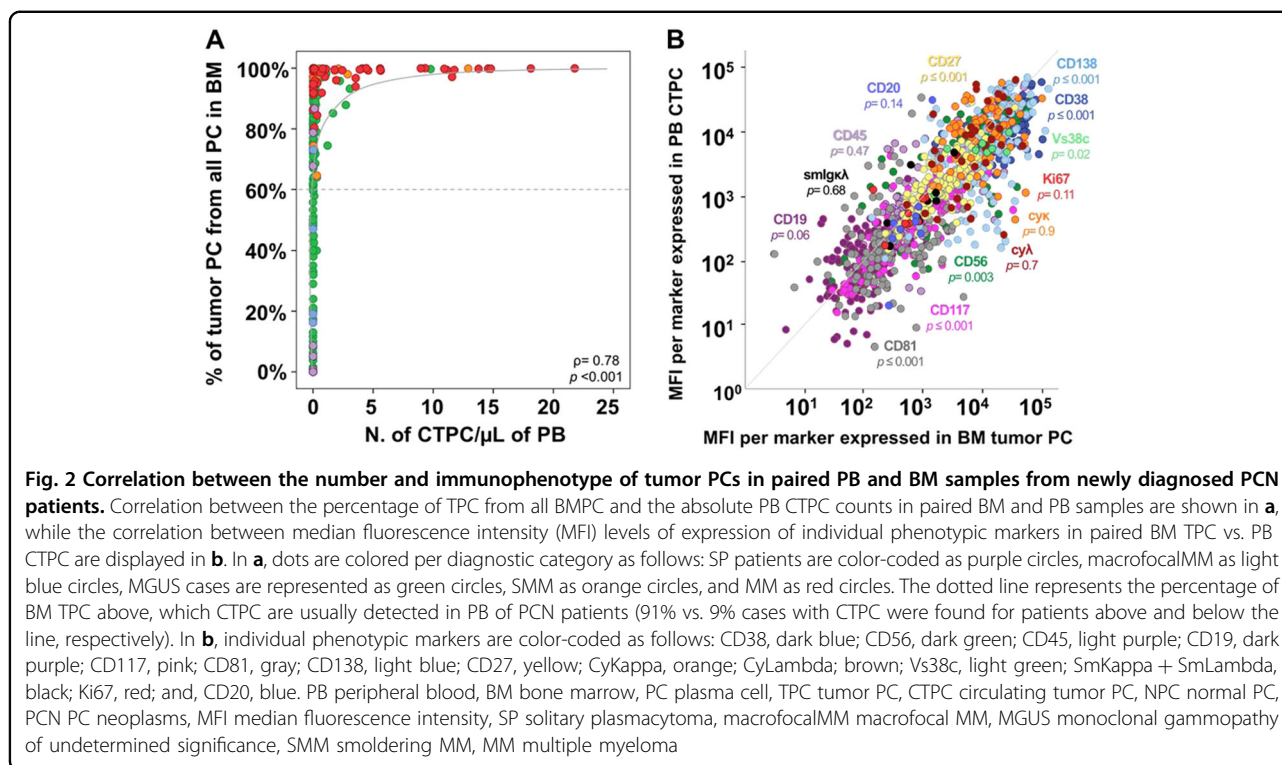 A
% of tumor PC from all PC in BM
100%
80%
60%
40%
20%
0%
ρ= 0.78
p <0.001
0 5 10 15 20 25
N. of CTPC/µL of PB
B
MFI per marker expressed in PB CTPC
10⁵
10⁴
10³
10²
10¹
10⁰
CD27
p ≤ 0.001
CD138
p ≤ 0.001
CD20
p= 0.14
CD38
p ≤ 0.001
CD45
p= 0.47
Vs38c
p= 0.02
smIgκλ
p= 0.68
Ki67
p= 0.11
CD19
p= 0.06
cyκ
p= 0.9
CD56
p= 0.003
cyλ
p= 0.7
CD117
p ≤ 0.001
CD81
p ≤ 0.001
10¹ 10² 10³ 10⁴ 10⁵
MFI per marker expressed in BM tumor PC
Fig. 2 Correlation between the number and immunophenotype of tumor PCs in paired PB and BM samples from newly diagnosed PCN
patients. Correlation between the percentage of TPC from all BMPC and the absolute PB CTPC counts in paired BM and PB samples are shown in a,
while the correlation between median fluorescence intensity (MFI) levels of expression of individual phenotypic markers in paired BM TPC vs. PB
CTPC are displayed in b. In a, dots are colored per diagnostic category as follows: SP patients are color-coded as purple circles, macrofocalMM as light
blue circles, MGUS cases are represented as green circles, SMM as orange circles, and MM as red circles. The dotted line represents the percentage of
BM TPC above, which CTPC are usually detected in PB of PCN patients (91% vs. 9% cases with CTPC were found for patients above and below the
line, respectively). In b, individual phenotypic markers are color-coded as follows: CD38, dark blue; CD56, dark green; CD45, light purple; CD19, dark
purple; CD117, pink; CD81, gray; CD138, light blue; CD27, yellow; CyKappa, orange; CyLambda; brown; Vs38c, light green; SmKappa + SmLambda,
black; Ki67, red; and, CD20, blue. PB peripheral blood, BM bone marrow, PC plasma cell, TPC tumor PC, CTPC circulating tumor PC, NPC normal PC,
PCN PC neoplasms, MFI median fluorescence intensity, SP solitary plasmacytoma, macrofocalMM macrofocal MM, MGUS monoclonal gammopathy
of undetermined significance, SMM smoldering MM, MM multiple myeloma